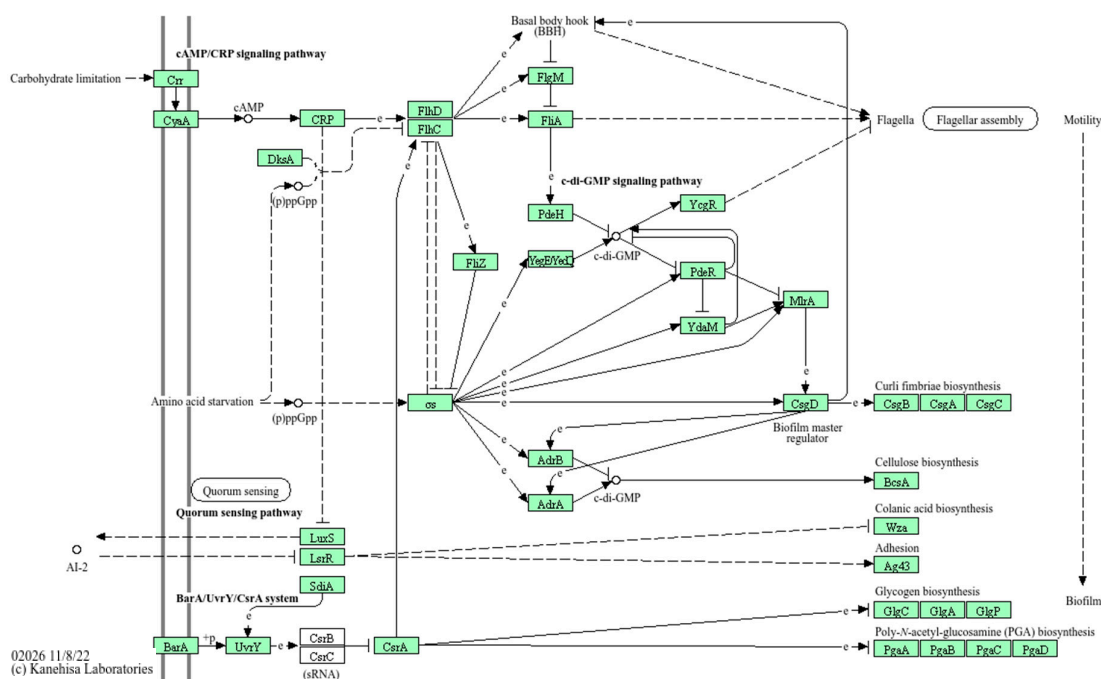 Basal body hook
(BBH)
e
cAMP/CRP signaling pathway
Carbohydrate limitation
Crr
FlgM
e
e
CyaA
cAMP
CRP
e
FlhD
FlhC
e
FliA
Flagella
Flagellar assembly
Motility
DksA
(p)ppGpp
e
e
c-di-GMP signaling pathway
PdeH
YcgR
e
c-di-GMP
FliZ
YegE/YedQ
PdeR
e
MlrA
YdaM
e
e
e
e
e
Amino acid starvation
(p)ppGpp
σs
e
CsgD
e
Curli fimbriae biosynthesis
CsgB
CsgA
CsgC
Biofilm master
regulator
e
e
e
e
AdrB
AdrA
c-di-GMP
Cellulose biosynthesis
BcsA
Quorum sensing
Quorum sensing pathway
Colanic acid biosynthesis
Wza
LuxS
AI-2
LsrR
Adhesion
Ag43
SdiA
BarA/UvrY/CsrA system
e
Glycogen biosynthesis
e
GlgC
GlgA
GlgP
Biofilm
BarA
+p
UvrY
e
CsrB
CsrC
(sRNA)
CsrA
Poly-N-acetyl-glucosamine (PGA) biosynthesis
e
PgaA
PgaB
PgaC
PgaD
02026 11/8/22
(c) Kanehisa Laboratories